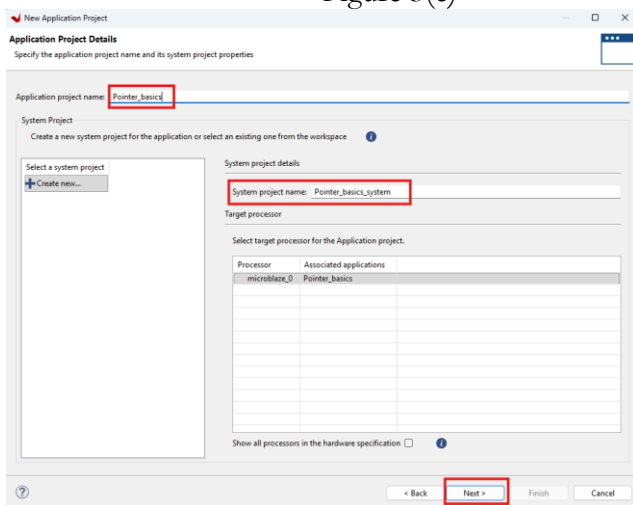 New Application Project
Application Project Details
Specify the application project name and its system project properties
Application project name: Pointer_basics
System Project
Create a new system project for the application or select an existing one from the workspace
Select a system project
Create new...
System project details
System project name: Pointer_basics_system
Target processor
Select target processor for the Application project.
Processor Associated applications
microblaze_0 Pointer_basics
Show all processors in the hardware specification
< Back Next > Finish Cancel